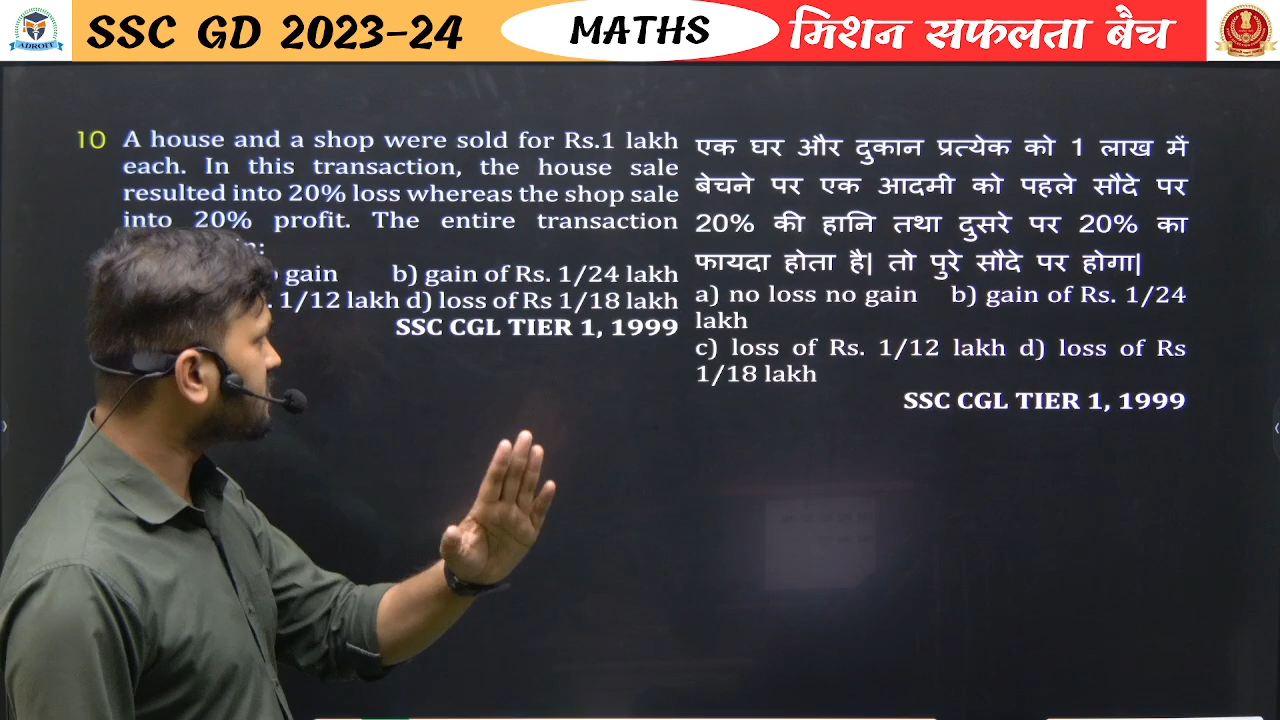 SSC GD 2023-24
MATHS
मिशन सफलता बैच
ADROIT
10 A house and a shop were sold for Rs.1 lakh
each. In this transaction, the house sale
resulted into 20% loss whereas the shop sale
into 20% profit. The entire transaction
gain b) gain of Rs. 1/24 lakh
1/12 lakh d) loss of Rs 1/18 lakh
SSC CGL TIER 1, 1999
एक घर और दुकान प्रत्येक को 1 लाख में
बेचने पर एक आदमी को पहले सौदे पर
20% की हानि तथा दुसरे पर 20% का
फायदा होता है| तो पुरे सौदे पर होगा|
a) no loss no gain b) gain of Rs. 1/24
lakh
c) loss of Rs. 1/12 lakh d) loss of Rs
1/18 lakh
SSC CGL TIER 1, 1999